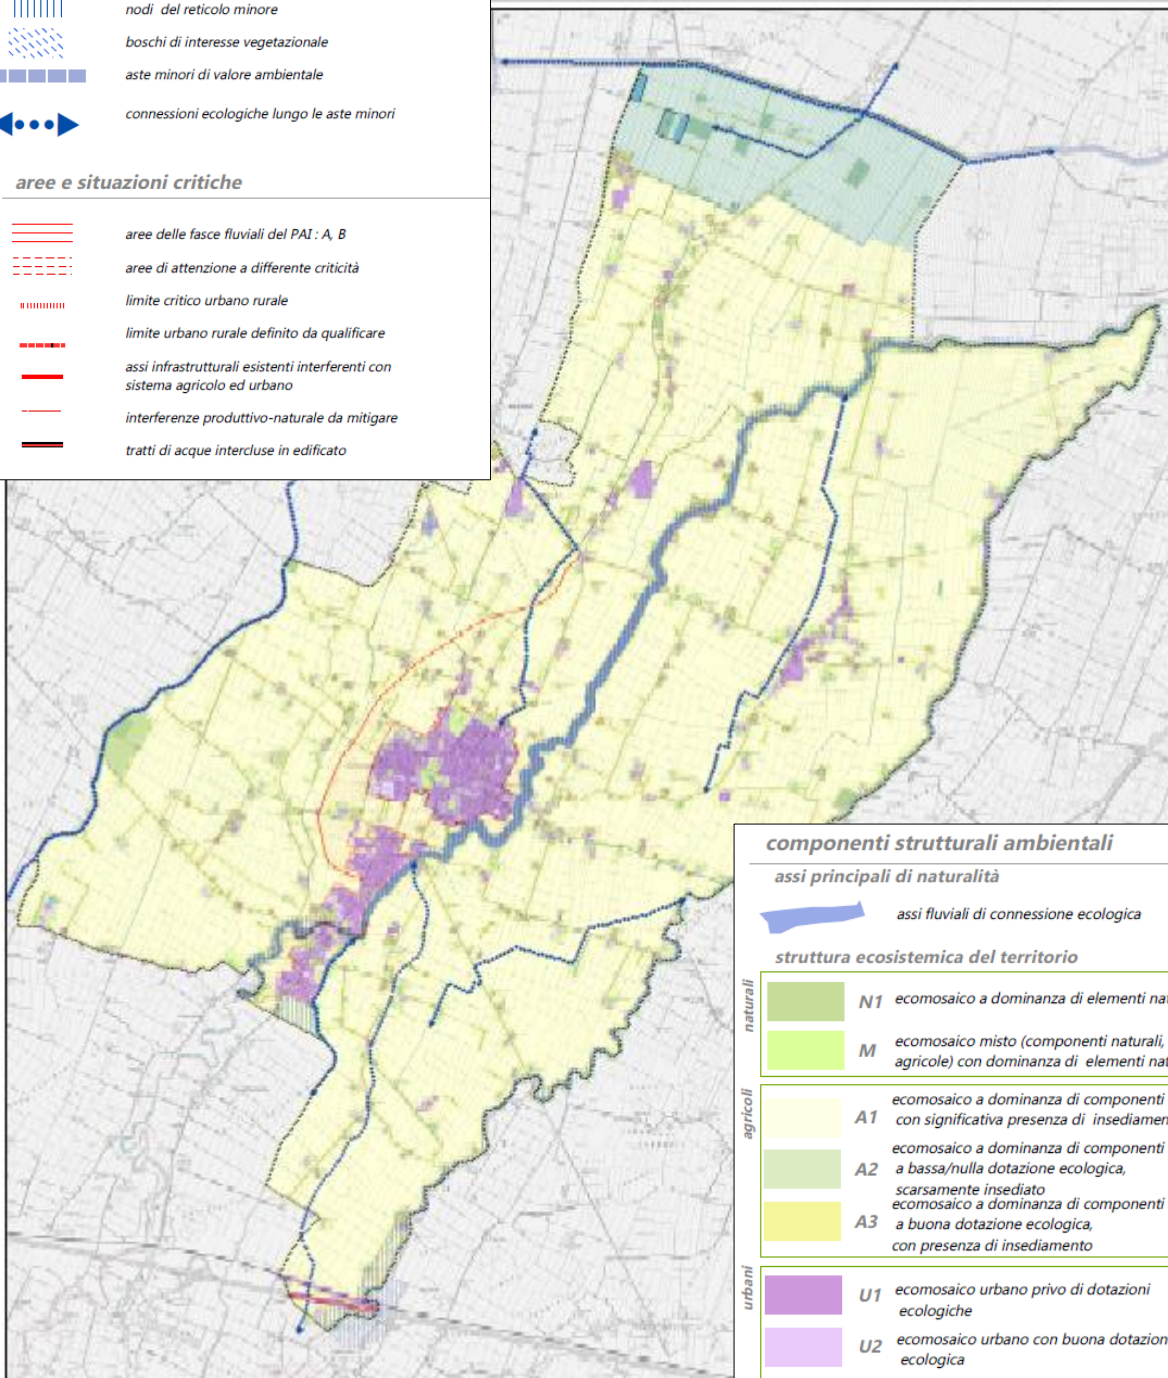 nodi del reticolo minore
boschi di interesse vegetazionale
aste minori di valore ambientale
connessioni ecologiche lungo le aste minori
aree e situazioni critiche
aree delle fasce fluviali del PAI : A, B
aree di attenzione a differente criticità
limite critico urbano rurale
limite urbano rurale definito da qualificare
assi infrastrutturali esistenti interferenti con
sistema agricolo ed urbano
interferenze produttivo-naturale da mitigare
tratti di acque intercluse in edificato
componenti strutturali ambientali
assi principali di naturalità
assi fluviali di connessione ecologica
struttura ecosistemica del territorio
naturali
N1 ecomosaico a dominanza di elementi nat
M ecomosaico misto (componenti naturali,
agricole) con dominanza di elementi nat
agricoli
A1 ecomosaico a dominanza di componenti
con significativa presenza di insediamen
A2 ecomosaico a dominanza di componenti
a bassa/nulla dotazione ecologica,
scarsamente insediato
A3 ecomosaico a dominanza di componenti
a buona dotazione ecologica,
con presenza di insediamento
urbani
U1 ecomosaico urbano privo di dotazioni
ecologiche
U2 ecomosaico urbano con buona dotazion
ecologica